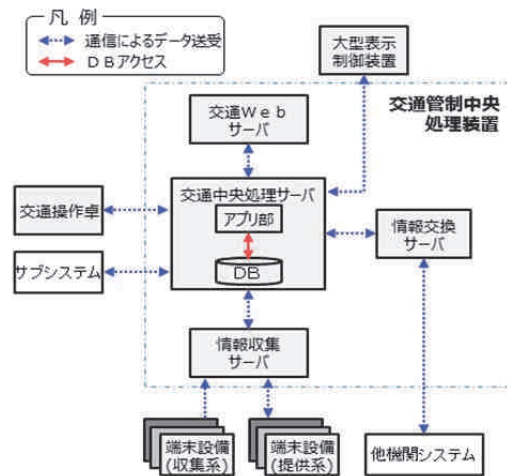 凡 例
通信によるデータ送受
DBアクセス
大型表示
制御装置
交通管制中央
処理装置
交通Web
サーバ
交通中央処理サーバ
アプリ部
DB
交通操作卓
サブシステム
情報交換
サーバ
情報収集
サーバ
端末設備
(収集系)
端末設備
(提供系)
他機関システム